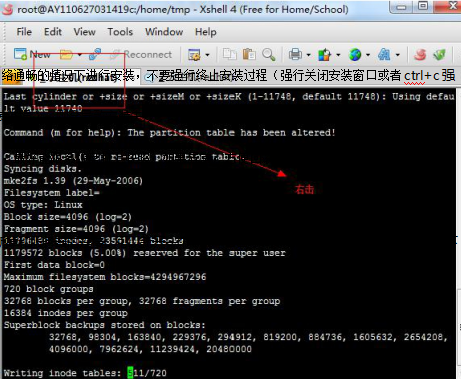 root@AY110627031419c/home/tmp - Xshell 4 (Free for Home/School)
File Edit View Tools Window Help
New Reconnect
络通畅的情况下进行安装，不要强行终止安装过程（强行关闭安装窗口或者 ctrl+c 强
Last cylinder or +size or +sizeM or +sizeK (1-11748, default 11748): Using defau
lt value 11748
Command (m for help): The partition table has been altered!
Calling ioctl() to re-read partition table.
Syncing disks.
mke2fs 1.39 (29-May-2006)
Filesystem label=
OS type: Linux
右击
Block size=4096 (log=2)
Fragment size=4096 (log=2)
inodes, 23591444 blocks
1179572 blocks (5.00%) reserved for the super user
First data block=0
Maximum filesystem blocks=4294967296
720 block groups
32768 blocks per group, 32768 fragments per group
16384 inodes per group
Superblock backups stored on blocks:
32768, 98304, 163840, 229376, 294912, 819200, 884736, 1605632, 2654208,
4096000, 7962624, 11239424, 20480000
Writing inode tables: 511/720